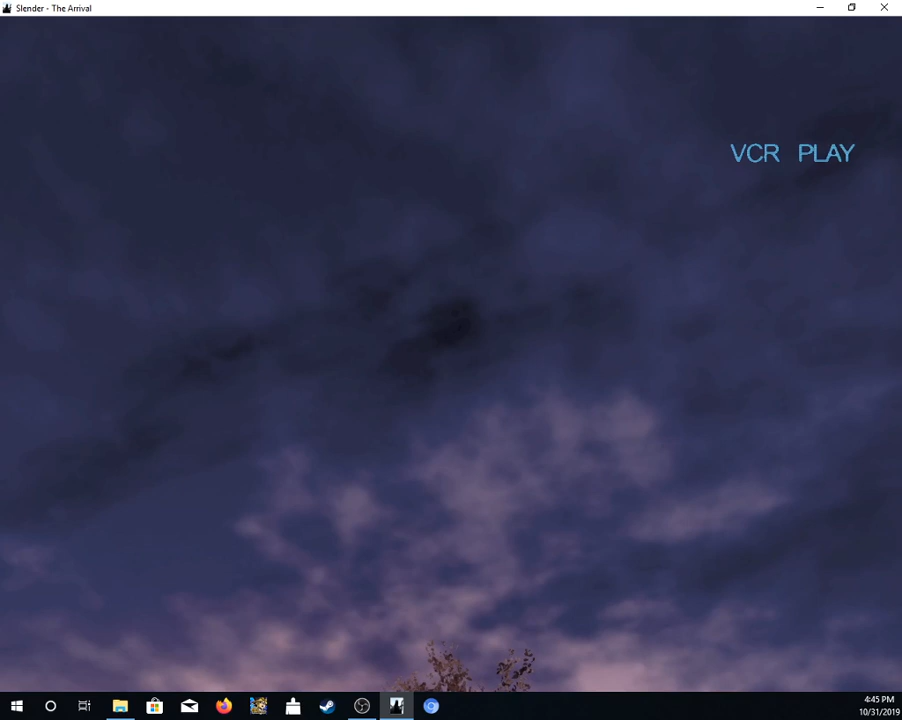 Slender - The Arrival
VCR PLAY
4:45 PM
10/31/2019